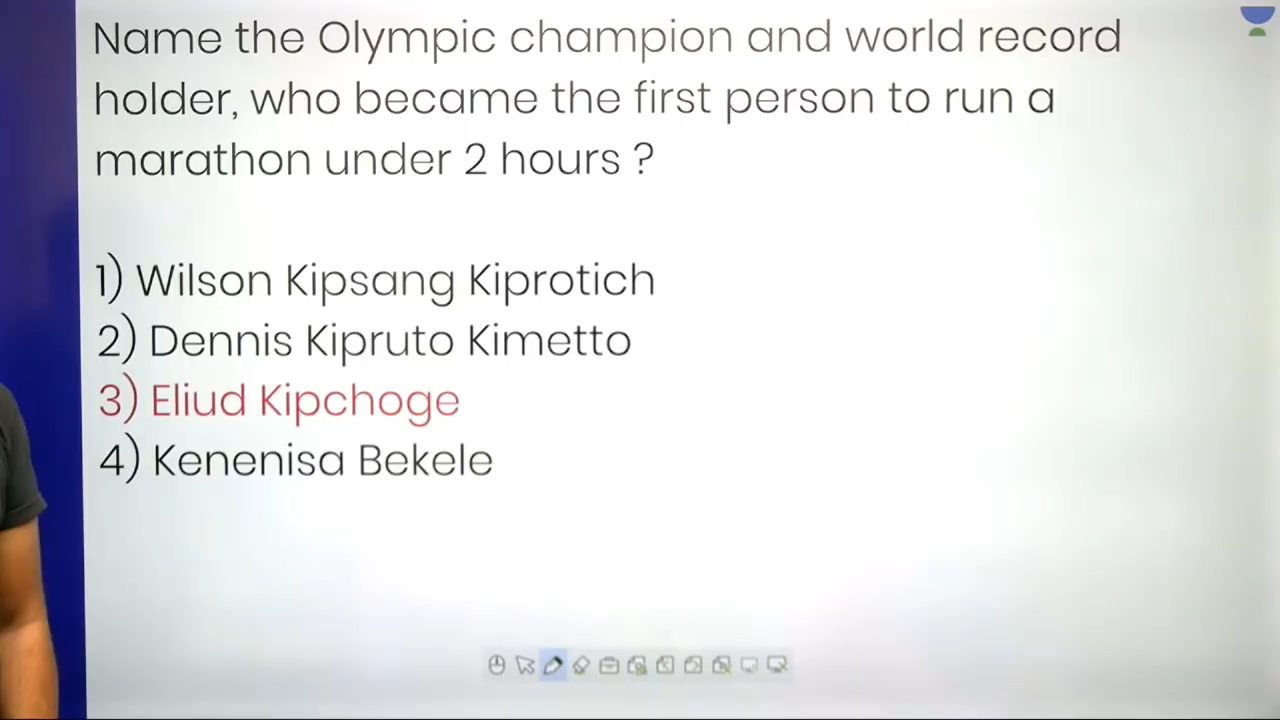 Name the Olympic champion and world record
holder, who became the first person to run a
marathon under 2 hours ?
1) Wilson Kipsang Kiprotich
2) Dennis Kipruto Kimetto
3) Eliud Kipchoge
4) Kenenisa Bekele